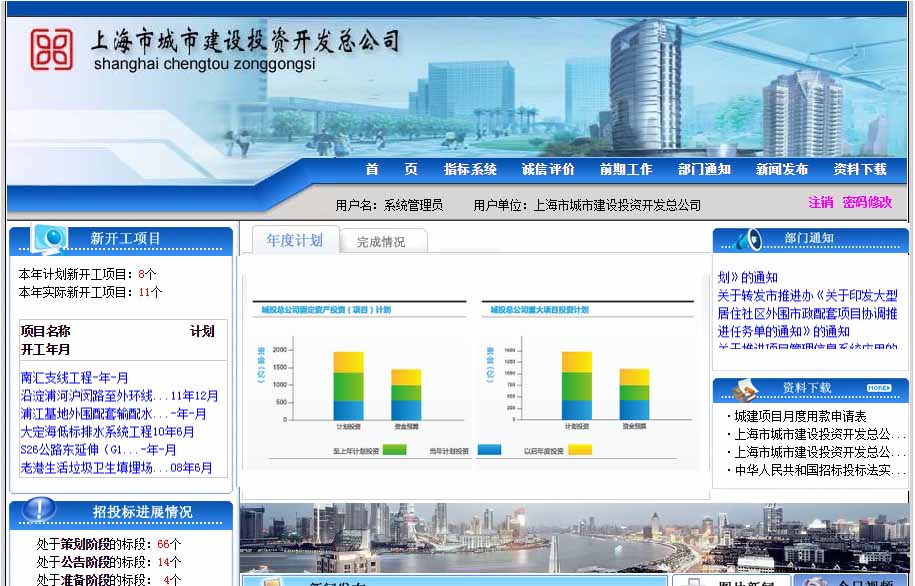 上海市城市建设投资开发总公司
shanghai chengtou zonggongsi
首 页 指标系统 诚信评价 前期工作 部门通知 新闻发布 资料下载
用户名：系统管理员 用户单位：上海市城市建设投资开发总公司
注销 密码修改
新开工项目
本年计划新开工项目：8个
本年实际新开工项目：11个
项目名称 计划
开工年月
南汇支线工程-年-月
沿淀浦河沪闵路至外环线...11年12月
浦江基地外围配套输配水...-年-月
大定海低标排水系统工程10年6月
S26公路东延伸（G1...-年-月
老港生活垃圾卫生填埋场...08年6月
招投标进展情况
处于策划阶段的标段：66个
处于公告阶段的标段：14个
处于准备阶段的标段： 4个
年度计划 完成情况
城投总公司固定资产投资（项目）计划
投资（亿）
2000
1500
1000
500
0
计划投资 资金预算
城投总公司重大项目投资计划
投资（亿）
0
计划投资 资金预算
至上年计划投资 当年计划投资 以后年度投资
部门通知
划》的通知
关于转发市推进办《关于印发大型
居住社区外围市政配套项目协调推
进任务单的通知》的通知
关于推进项目管理信息系统应用的
资料下载 MORE
·城建项目月度用款申请表
·上海市城市建设投资开发总公...
·上海市城市建设投资开发总公...
·中华人民共和国招标投标法实...
新闻发布
图片新闻
今日视频